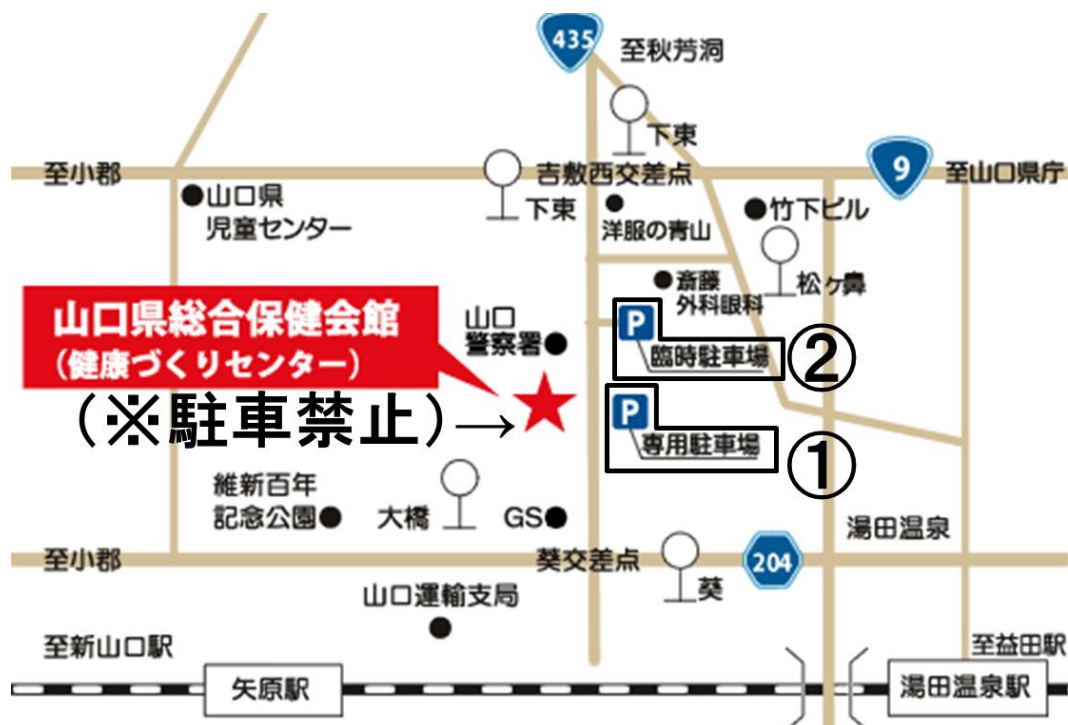 435
至秋芳洞
下東
至小郡
吉敷西交差点
9
至山口県庁
山口県
児童センター
下東
洋服の青山
竹下ビル
松ヶ鼻
斎藤
外科眼科
山口県総合保健会館
(健康づくりセンター)
山口
警察署
P
臨時駐車場
②
（※駐車禁止）→
P
専用駐車場
①
維新百年
記念公園
大橋
GS
湯田温泉
至小郡
葵交差点
204
葵
山口運輸支局
至新山口駅
至益田駅
矢原駅
湯田温泉駅